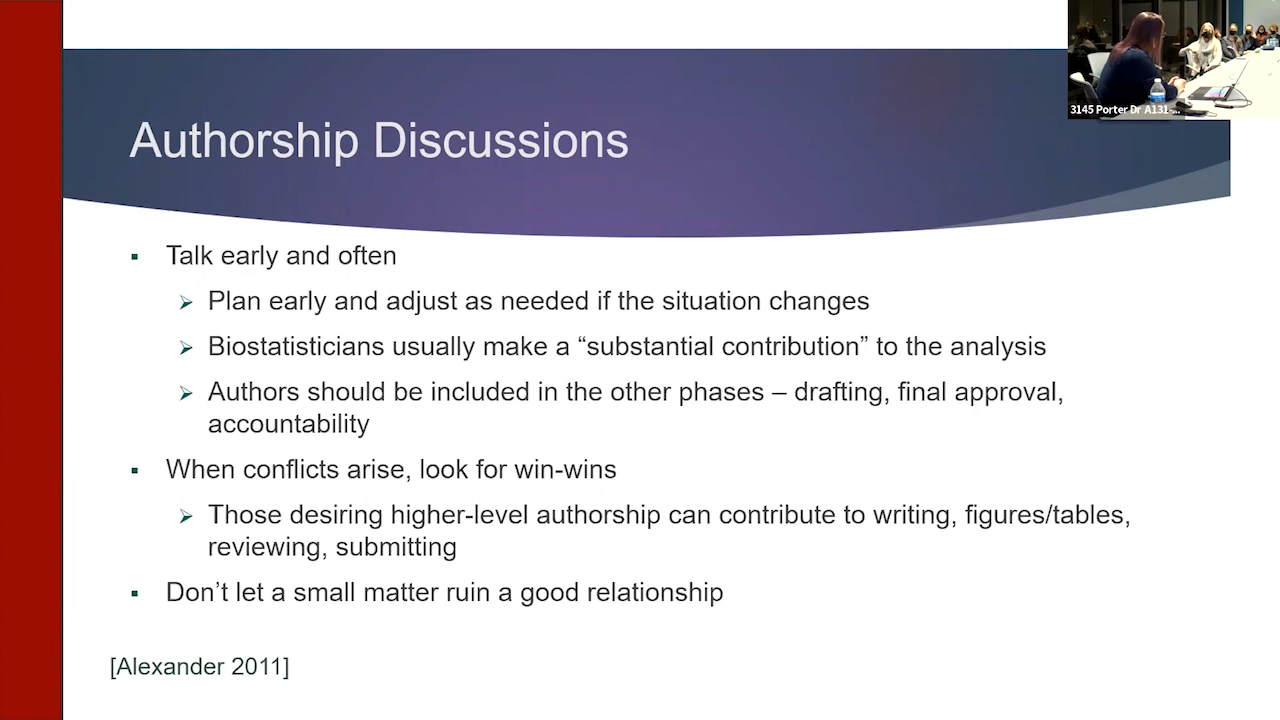 3145 Porter Dr A131-...
Authorship Discussions
Talk early and often
Plan early and adjust as needed if the situation changes
Biostatisticians usually make a “substantial contribution” to the analysis
Authors should be included in the other phases – drafting, final approval,
accountability
When conflicts arise, look for win-wins
Those desiring higher-level authorship can contribute to writing, figures/tables,
reviewing, submitting
Don’t let a small matter ruin a good relationship
[Alexander 2011]